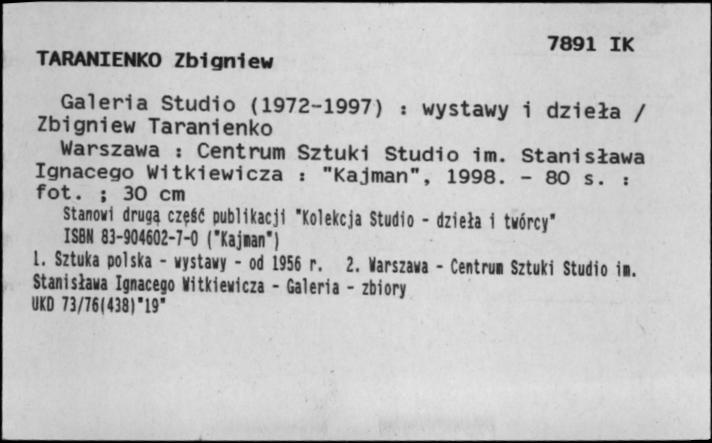 7891 IK
TARANIENKO Zbigniew
Galeria Studio (1972-1997) : wystawy i dzieła /
Zbigniew Taranienko
Warszawa : Centrum Sztuki Studio im. Stanisława
Ignacego Witkiewicza : "Kajman", 1998. - 80 s. :
fot. ; 30 cm
Stanowi drugą część publikacji "Kolekcja Studio - dzieła i twórcy"
ISBN 83-904602-7-0 ("Kajman")
1. Sztuka polska - wystawy - od 1956 r. 2. Warszawa - Centrum Sztuki Studio im.
Stanisława Ignacego Witkiewicza - Galeria - zbiory
UKD 73/76(438)"19"